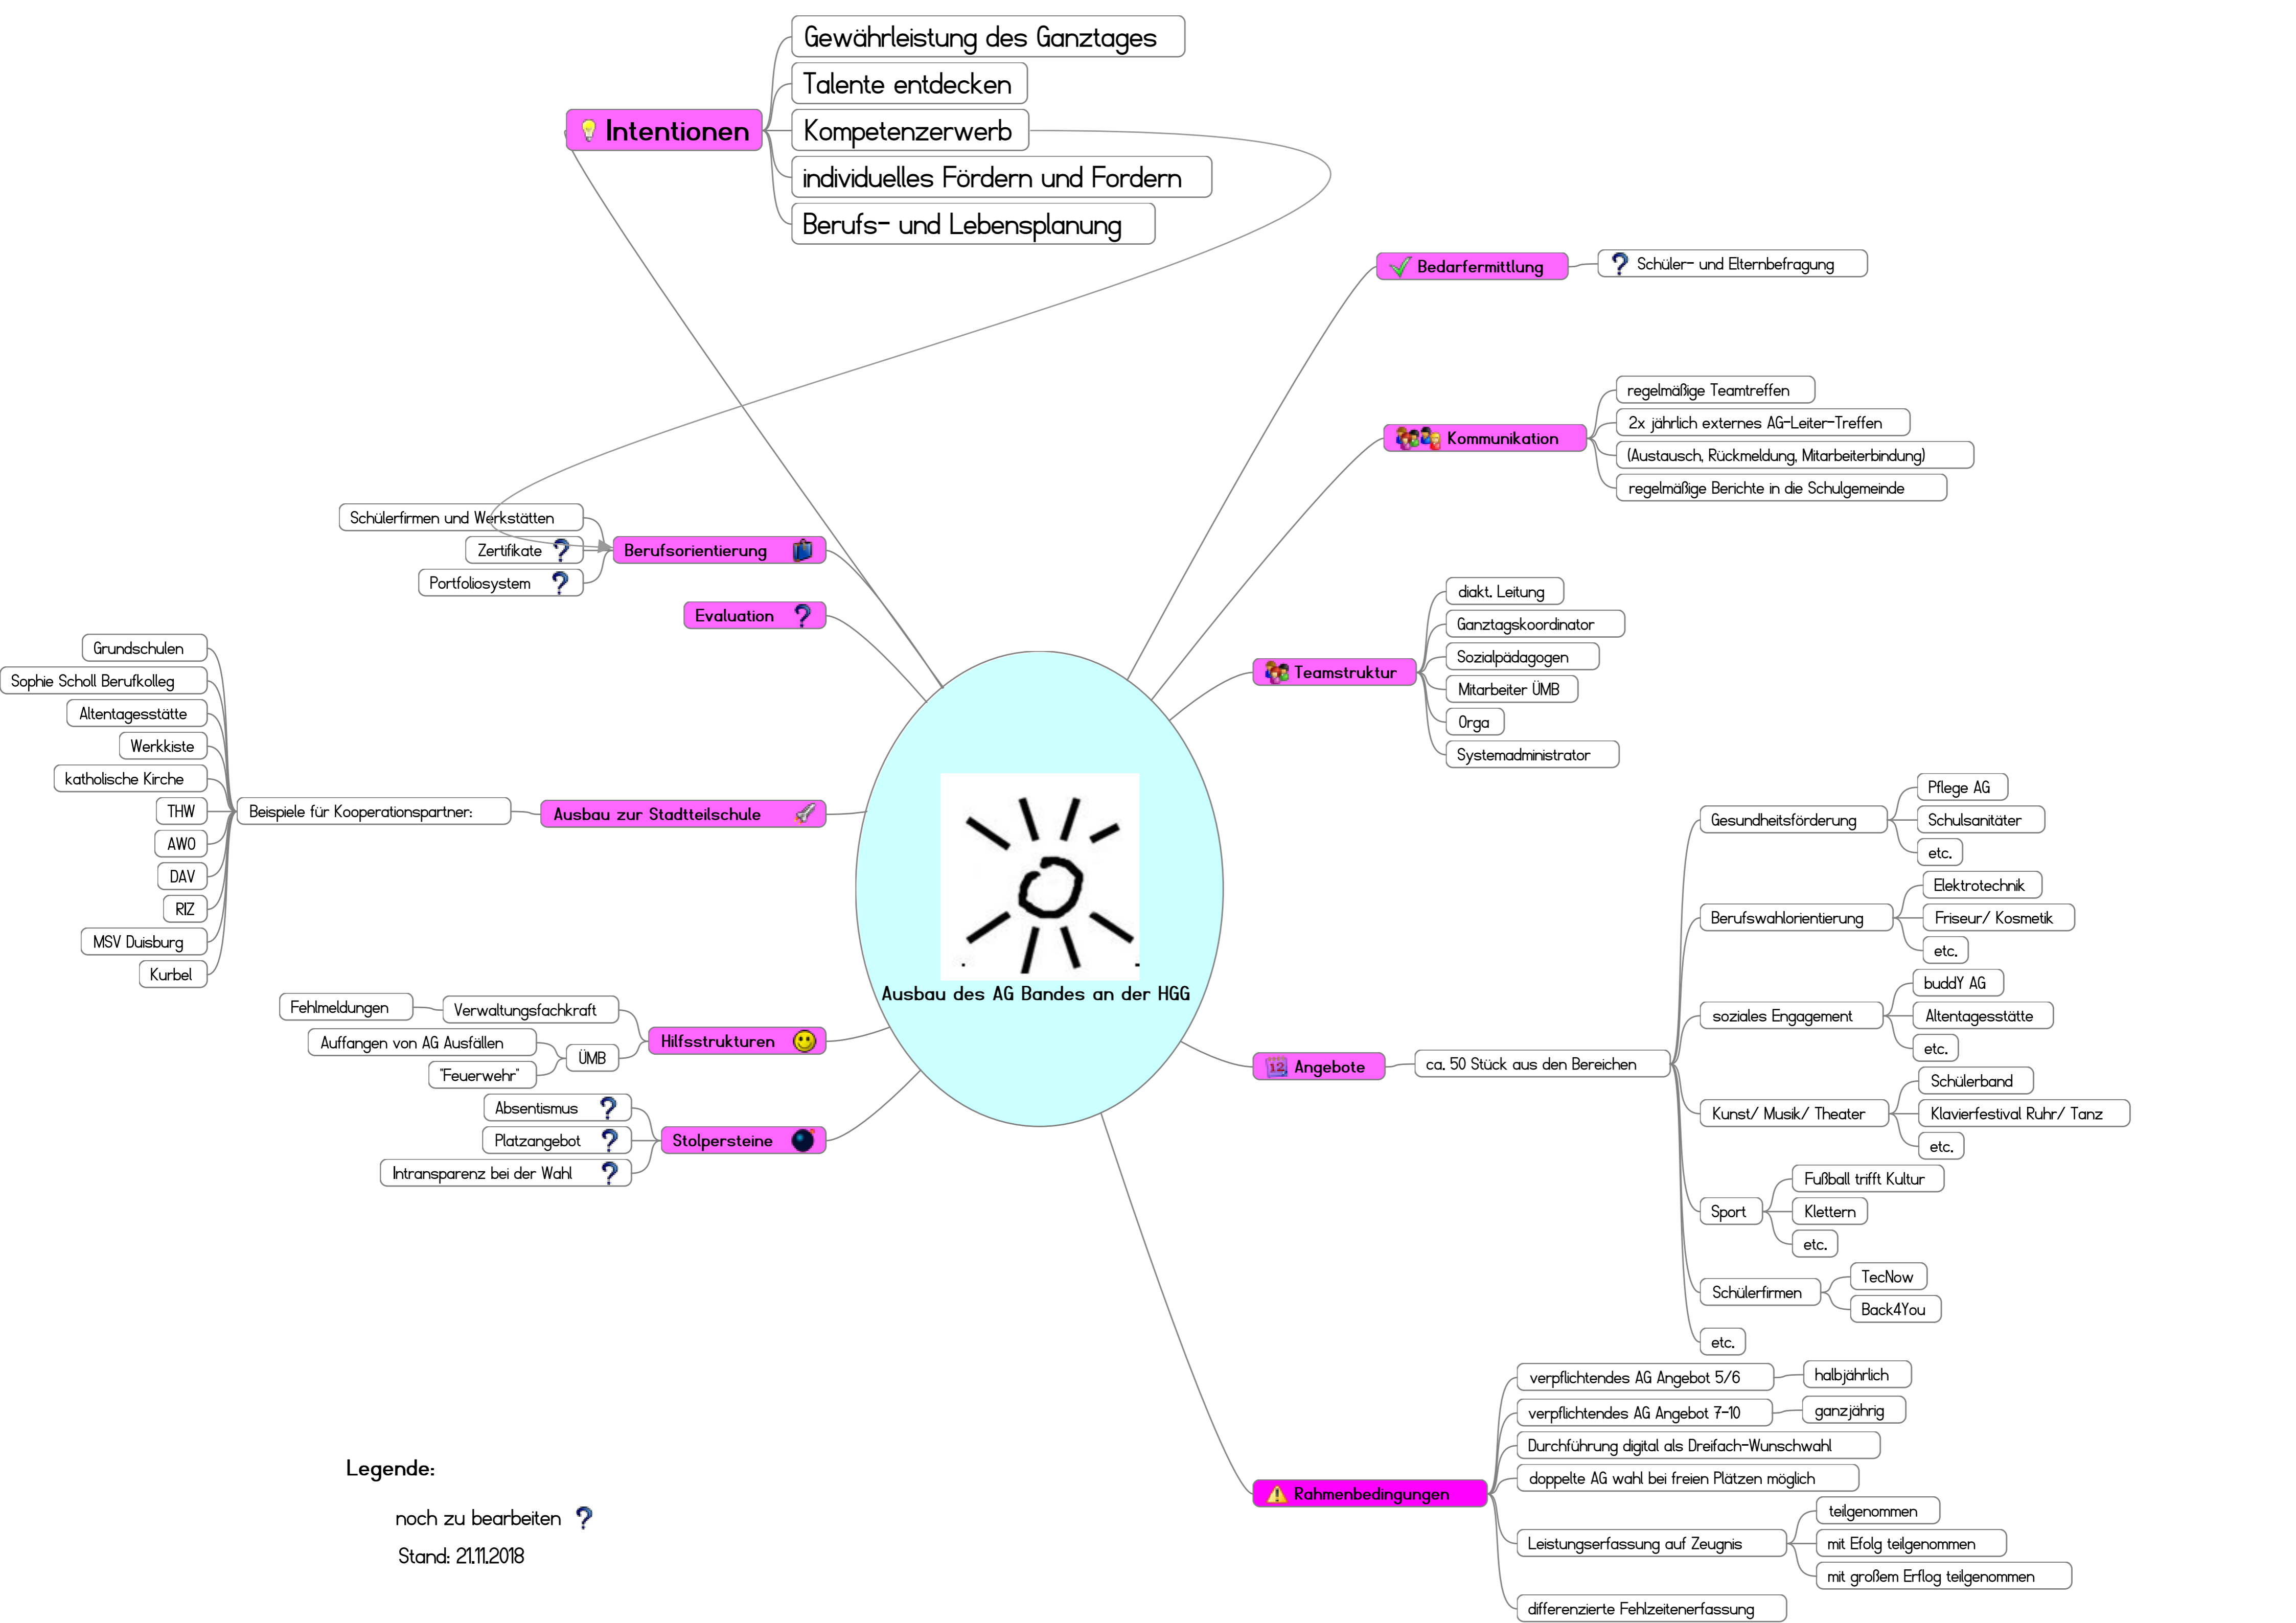 Gewährleistung des Ganztages
Talente entdecken
Intentionen
Kompetenzerwerb
individuelles Fördern und Fordern
Berufs- und Lebensplanung
Bedarfermittlung
Schüler- und Elternbefragung
Kommunikation
regelmäßige Teamtreffen
2x jährlich externes AG-Leiter-Treffen
(Austausch, Rückmeldung, Mitarbeiterbindung)
regelmäßige Berichte in die Schulgemeinde
Schülerfirmen und Werkstätten
Zertifikate ?
Portfoliosystem ?
Berufsorientierung
Evaluation ?
Teamstruktur
diakt. Leitung
Ganztagskoordinator
Sozialpädagogen
Mitarbeiter ÜMB
Orga
Systemadministrator
Grundschulen
Sophie Scholl Berufkolleg
Altentagesstätte
Werkkiste
katholische Kirche
THW
AWO
DAV
RIZ
MSV Duisburg
Kurbel
Beispiele für Kooperationspartner:
Ausbau zur Stadtteilschule
Ausbau des AG Bandes an der HGG
Fehlmeldungen
Verwaltungsfachkraft
Auffangen von AG Ausfällen
"Feuerwehr"
ÜMB
Hilfsstrukturen
Absentismus ?
Platzangebot ?
Intransparenz bei der Wahl ?
Stolpersteine
12 Angebote
ca. 50 Stück aus den Bereichen
Gesundheitsförderung
Pflege AG
Schulsanitäter
etc.
Berufswahlorientierung
Elektrotechnik
Friseur/ Kosmetik
etc.
soziales Engagement
buddY AG
Altentagesstätte
etc.
Kunst/ Musik/ Theater
Schülerband
Klavierfestival Ruhr/ Tanz
etc.
Sport
Fußball trifft Kultur
Klettern
etc.
Schülerfirmen
TecNow
Back4You
etc.
Rahmenbedingungen
verpflichtendes AG Angebot 5/6
halbjährlich
verpflichtendes AG Angebot 7-10
ganzjährig
Durchführung digital als Dreifach-Wunschwahl
doppelte AG wahl bei freien Plätzen möglich
Leistungserfassung auf Zeugnis
teilgenommen
mit Efolg teilgenommen
mit großem Erflog teilgenommen
differenzierte Fehlzeitenerfassung
Legende:
noch zu bearbeiten ?
Stand: 21.11.2018